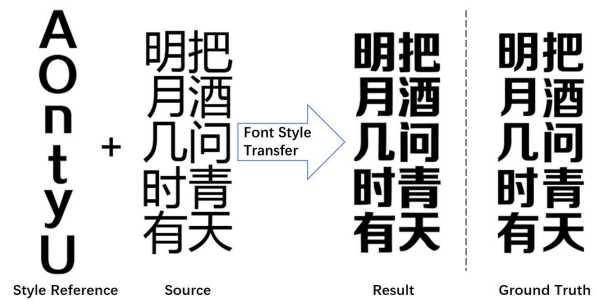 A
O
n
t
y
U
Style Reference
+
明把
月酒
几问
时青
有天
Source
Font Style
Transfer
明把
月酒
几问
时青
有天
Result
明把
月酒
几问
时青
有天
Ground Truth